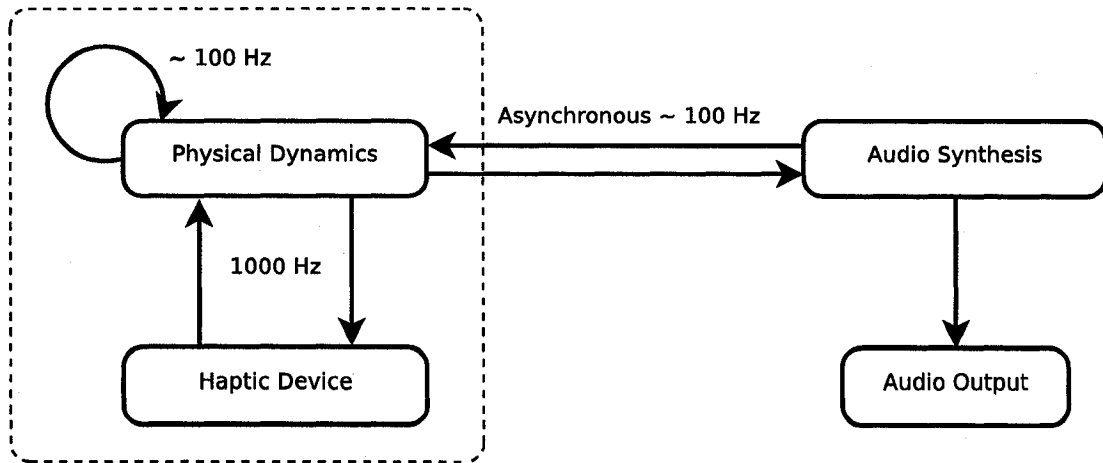 ~ 100 Hz
Asynchronous ~ 100 Hz
Physical Dynamics
Audio Synthesis
1000 Hz
Haptic Device
Audio Output